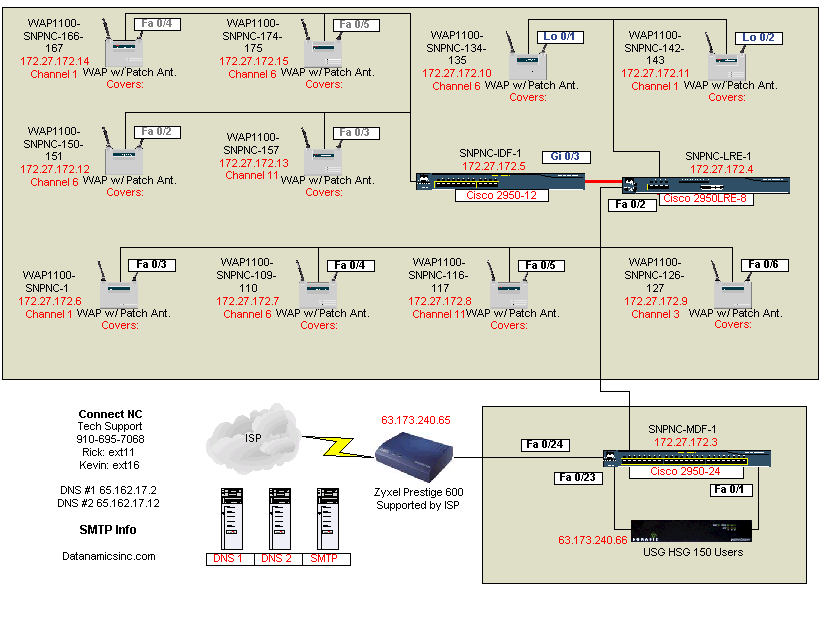 WAP1100-
SNPNC-166-
167
172.27.172.14
Channel 1
Fa 0/4
WAP w/ Patch Ant.
Covers:
WAP1100-
SNPNC-174-
175
172.27.172.15
Channel 6
Fa 0/5
WAP w/ Patch Ant.
Covers:
WAP1100-
SNPNC-134-
135
172.27.172.10
Channel 6
Lo 0/1
WAP w/ Patch Ant.
Covers:
WAP1100-
SNPNC-142-
143
172.27.172.11
Channel 1
Lo 0/2
WAP w/ Patch Ant.
Covers:
WAP1100-
SNPNC-150-
151
172.27.172.12
Channel 6
Fa 0/2
WAP w/ Patch Ant.
Covers:
WAP1100-
SNPNC-157
172.27.172.13
Channel 11
Fa 0/3
WAP w/ Patch Ant.
Covers:
SNPNC-IDF-1
172.27.172.5
Gi 0/3
Cisco 2950-12
SNPNC-LRE-1
172.27.172.4
Fa 0/2
Cisco 2950LRE-8
WAP1100-
SNPNC-1
172.27.172.6
Channel 1
Fa 0/3
WAP w/ Patch Ant.
Covers:
WAP1100-
SNPNC-109-
110
172.27.172.7
Channel 6
Fa 0/4
WAP w/ Patch Ant.
Covers:
WAP1100-
SNPNC-116-
117
172.27.172.8
Channel 11
Fa 0/5
WAP w/ Patch Ant.
Covers:
WAP1100-
SNPNC-126-
127
172.27.172.9
Channel 3
Fa 0/6
WAP w/ Patch Ant.
Covers:
Connect NC
Tech Support
910-695-7068
Rick: ext11
Kevin: ext16
DNS #1 65.162.17.2
DNS #2 65.162.17.12
SMTP Info
Datanamicsinc.com
ISP
63.173.240.65
Zyxel Prestige 600
Supported by ISP
DNS 1
DNS 2
SMTP
SNPNC-MDF-1
172.27.172.3
Fa 0/24
Cisco 2950-24
Fa 0/23
Fa 0/1
63.173.240.66
USG HSG 150 Users